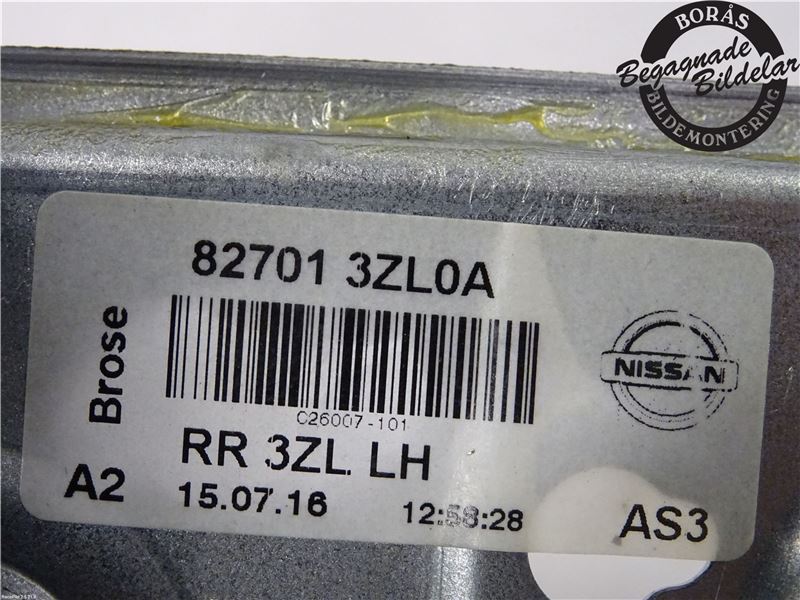 BORÅS
Begagnade
Bildelar
BILDEMONTERING
82701 3ZL0A
Brose
NISSAN
C26007-101
RR 3ZL LH
A2
15.07.16
12:58:28
AS3